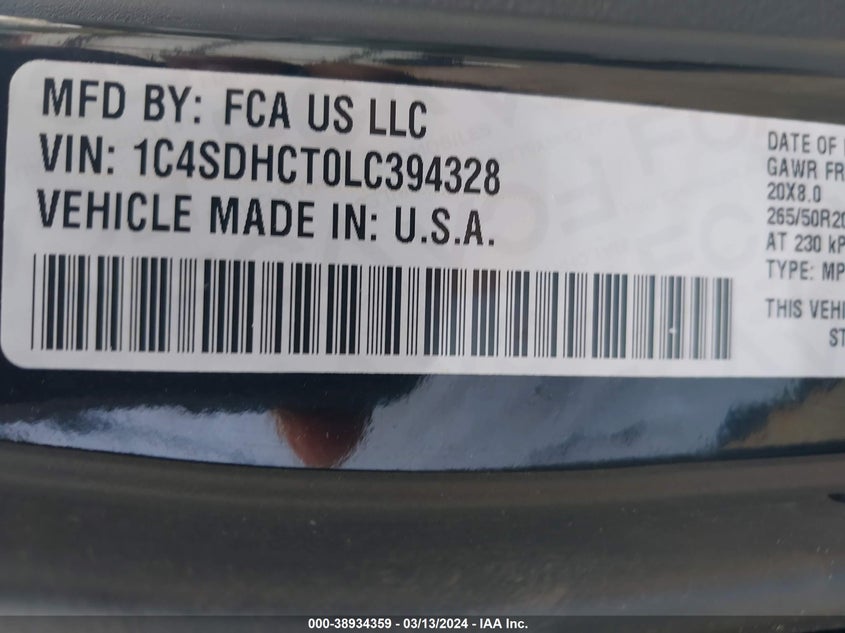 MFD BY: FCA US LLC
VIN: 1C4SDHCT0LC394328
VEHICLE MADE IN: U.S.A.
DATE OF
GAWR FR
20X8.0
265/50R20
AT 230 kP
TYPE: MP
THIS VEHI
ST
000-38934359 - 03/13/2024 - IAA Inc.